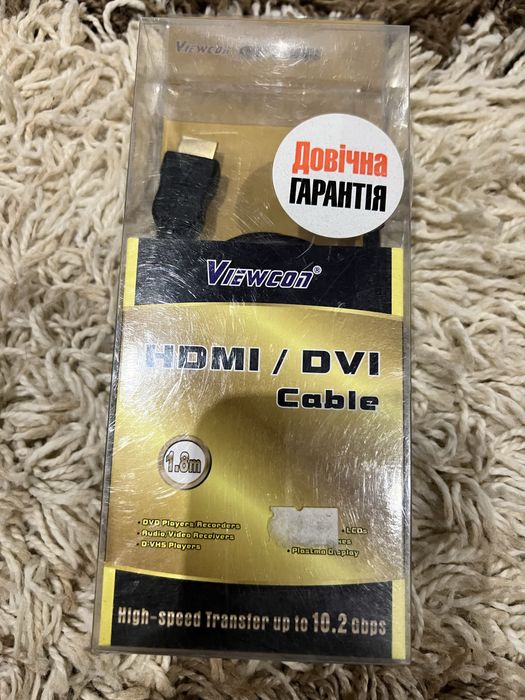 VIEWCON
Довічна
ГАРАНТІЯ
VIEWCON®
HDMI / DVI
Cable
1.8m
• DVD Players Recorders
• Audio, Video Receivers
• D-VHS Players
• LCDs
• Plasma Display
High-speed Transfer up to 10.2 Gbps